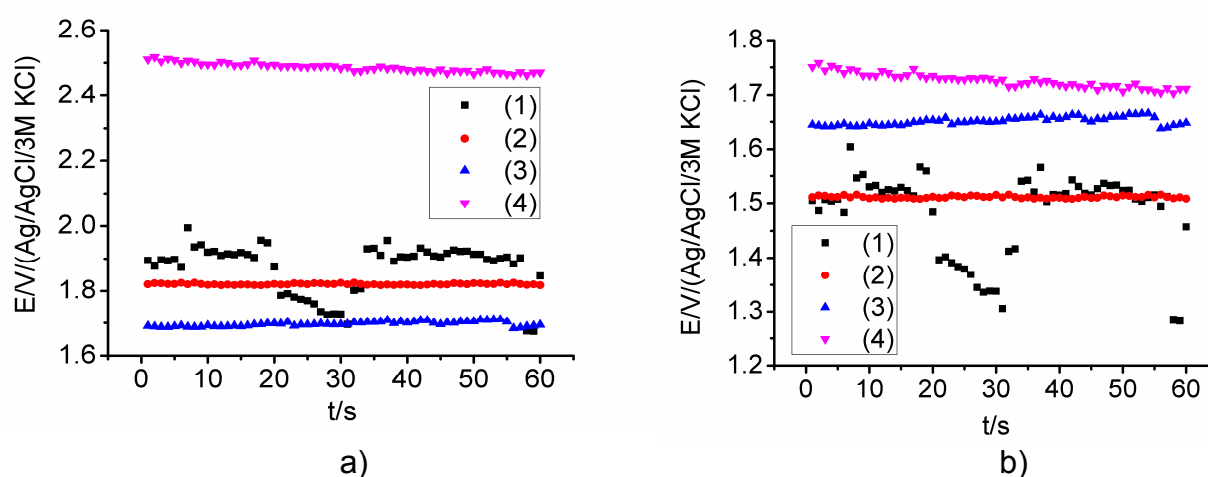 2.6
2.4
2.2
2.0
1.8
1.6
0 10 20 30 40 50 60
E/V/(Ag/AgCl/3M KCl)
t/s
(1)
(2)
(3)
(4)
a)
1.8
1.7
1.6
1.5
1.4
1.3
1.2
0 10 20 30 40 50 60
E/V/(Ag/AgCl/3M KCl)
t/s
(1)
(2)
(3)
(4)
b)